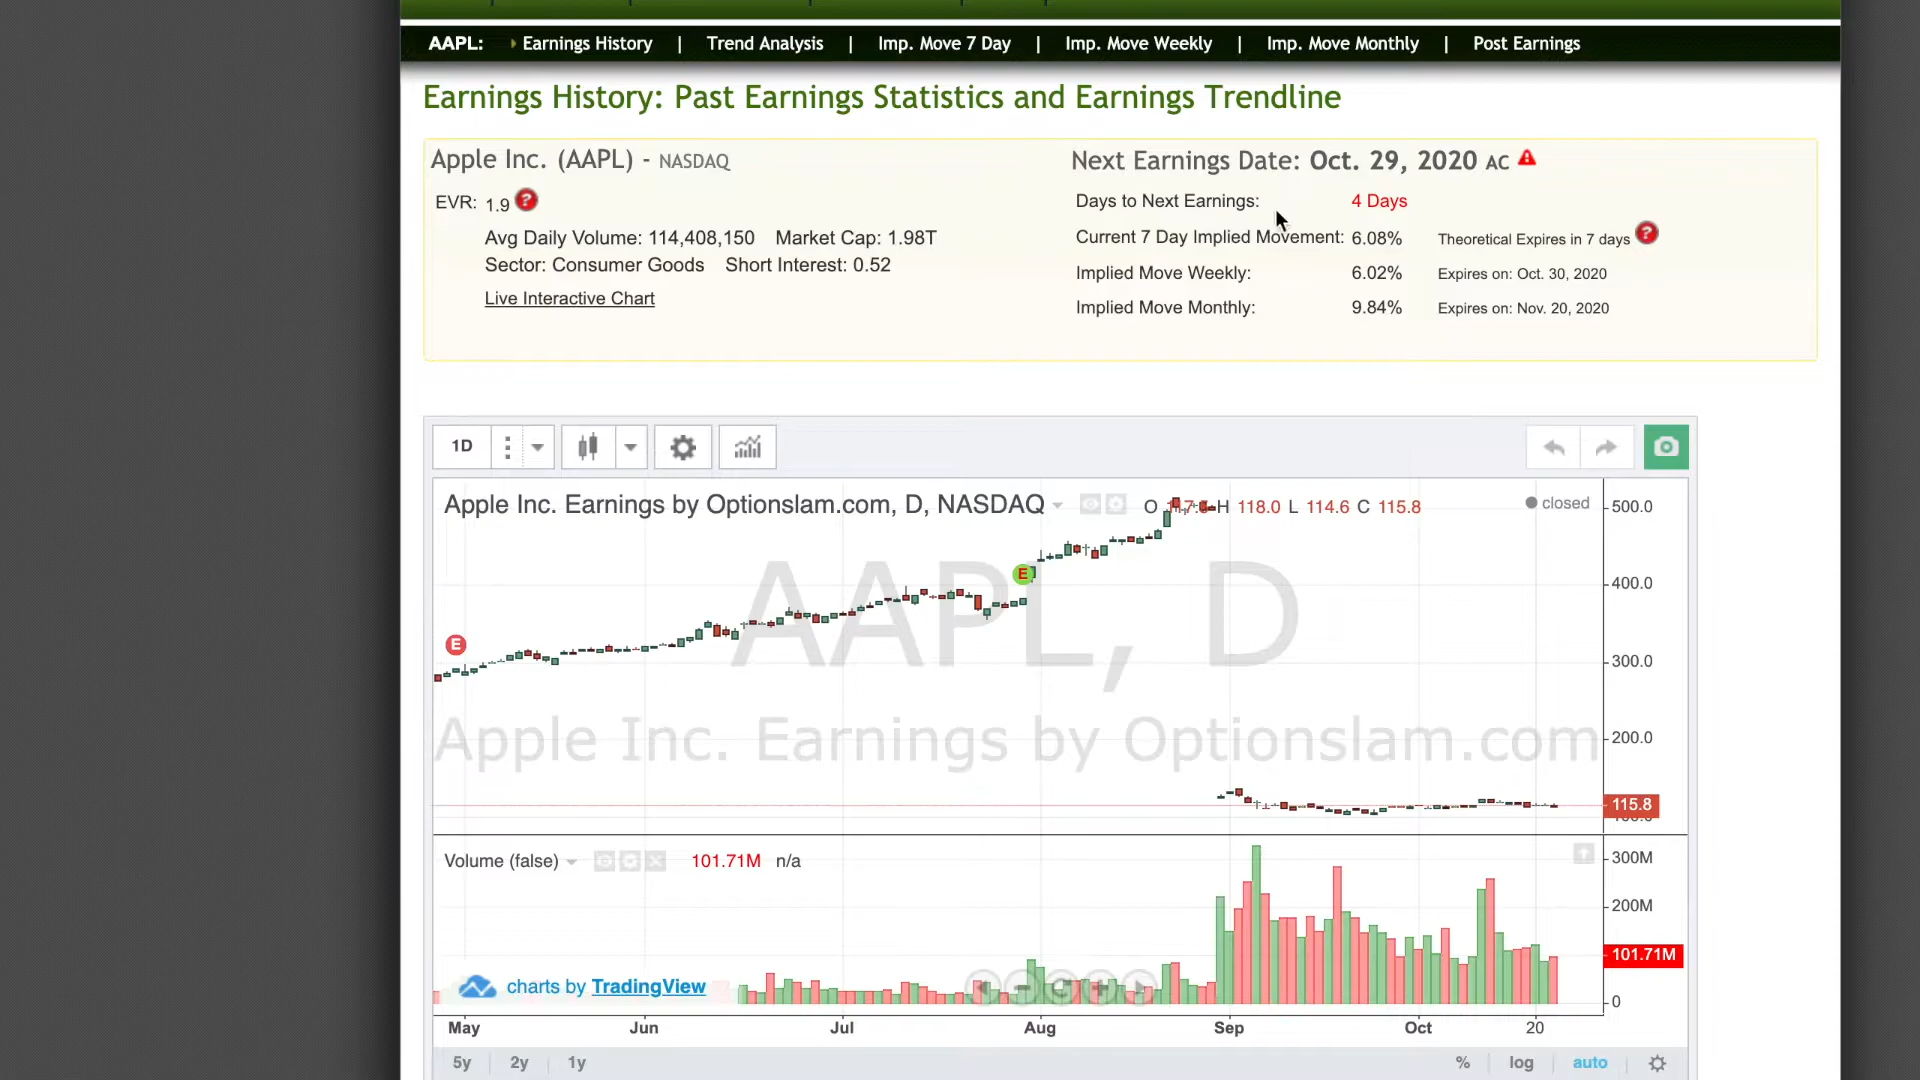 AAPL: Earnings History | Trend Analysis | Imp. Move 7 Day | Imp. Move Weekly | Imp. Move Monthly | Post Earnings
Earnings History: Past Earnings Statistics and Earnings Trendline
Apple Inc. (AAPL) - NASDAQ
EVR: 1.9 ?
Avg Daily Volume: 114,408,150 Market Cap: 1.98T
Sector: Consumer Goods Short Interest: 0.52
Live Interactive Chart
Next Earnings Date: Oct. 29, 2020 AC
Days to Next Earnings: 4 Days
Current 7 Day Implied Movement: 6.08% Theoretical Expires in 7 days ?
Implied Move Weekly: 6.02% Expires on: Oct. 30, 2020
Implied Move Monthly: 9.84% Expires on: Nov. 20, 2020
1D
Apple Inc. Earnings by Optionslam.com, D, NASDAQ O H 118.0 L 114.6 C 115.8 closed
500.0
400.0
300.0
200.0
115.8
E
E
AAPL, D
Apple Inc. Earnings by Optionslam.com
Volume (false) 101.71M n/a
300M
200M
101.71M
0
charts by TradingView
May Jun Jul Aug Sep Oct 20
5y 2y 1y % log auto